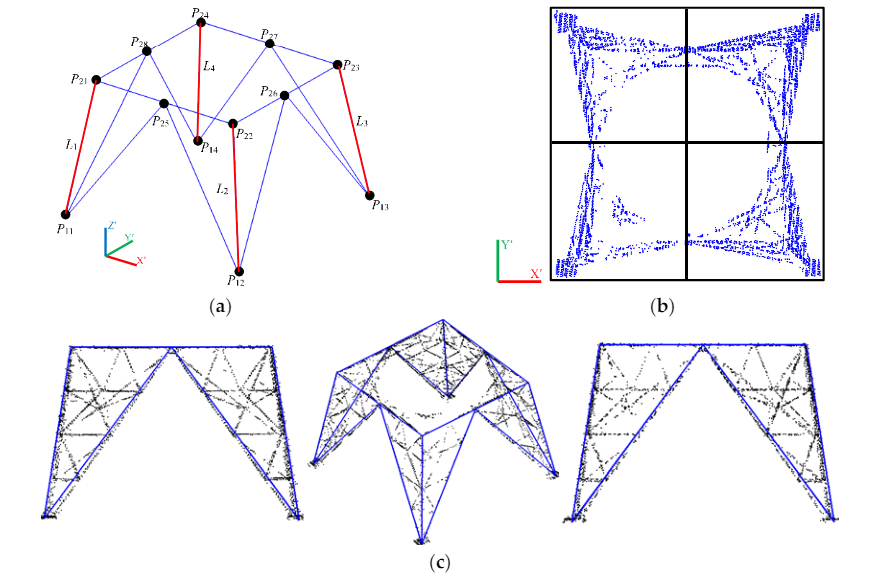 P24
P28
P27
P21
P23
L4
P26
P25
P22
L1
P14
L3
L2
P11
P13
Z'
Y'
X'
P12
Y'
X'
(a)
(b)
(c)